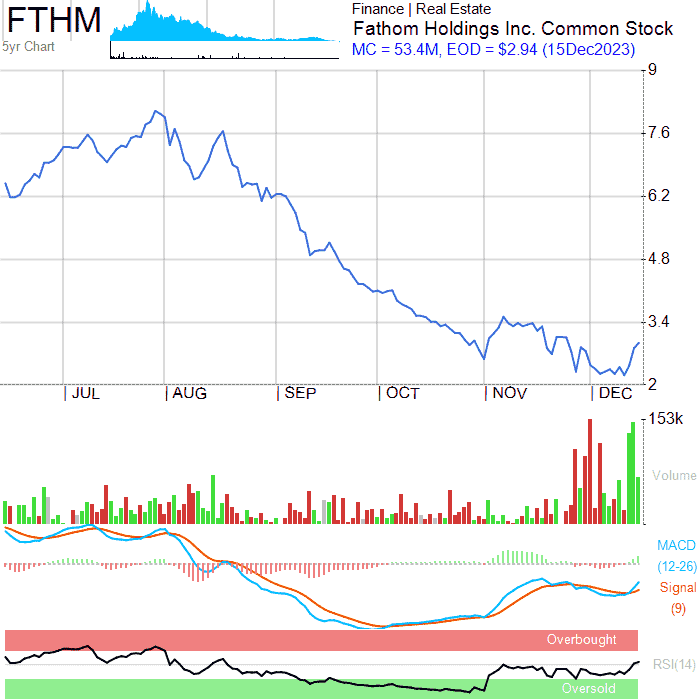 FTHM
5yr Chart
Finance | Real Estate
Fathom Holdings Inc. Common Stock
MC = 53.4M, EOD = $2.94 (15Dec2023)
9
7.6
6.2
4.8
3.4
2
JUL AUG SEP OCT NOV DEC
153k
Volume
MACD
(12-26)
Signal
(9)
Overbought
RSI(14)
Oversold